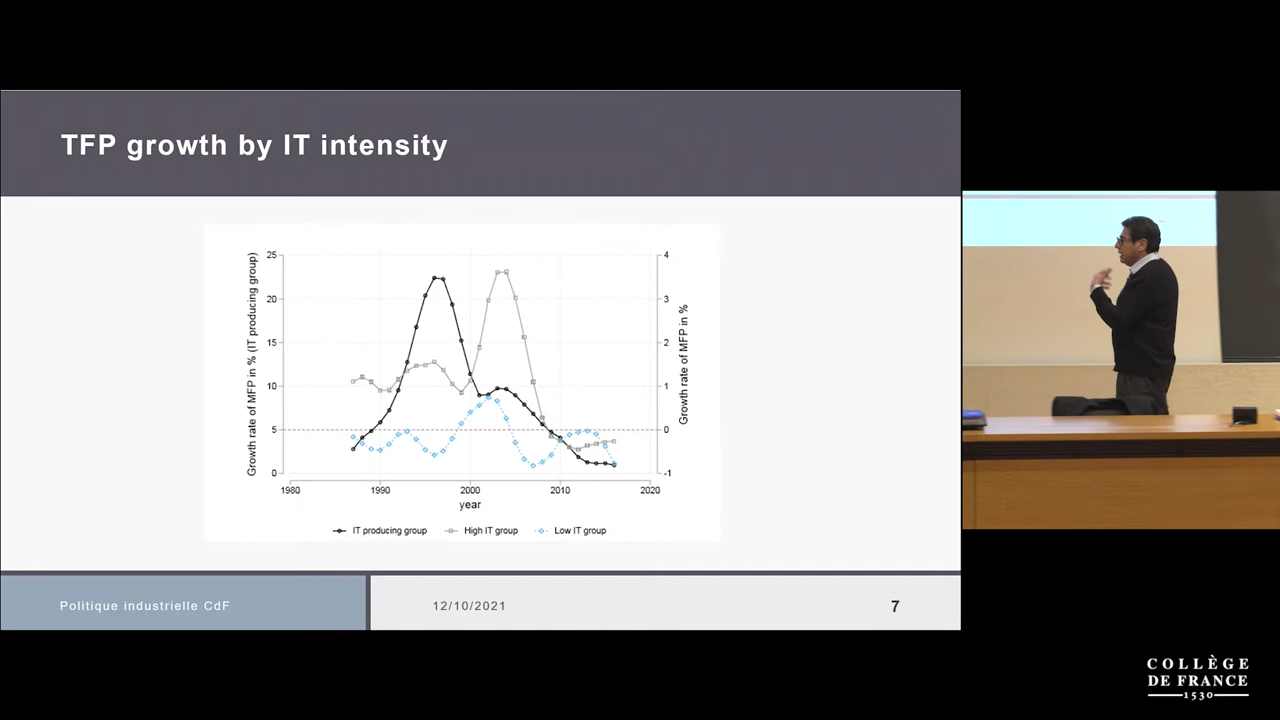 TFP growth by IT intensity
Growth rate of MFP in % (IT producing group)
25
20
15
10
5
0
4
3
2
1
0
-1
Growth rate of MFP in %
1980 1990 2000 2010 2020
year
IT producing group High IT group Low IT group
Politique industrielle CdF 12/10/2021 7
COLLÈGE
DE FRANCE
1530